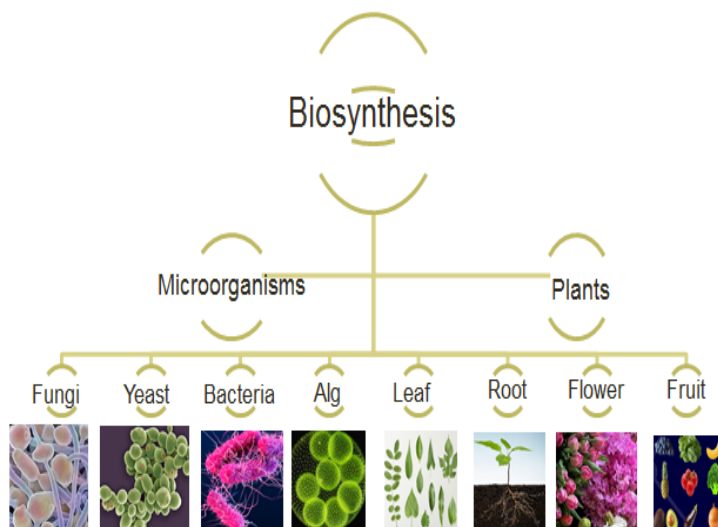 Biosynthesis
Microorganisms
Plants
Fungi
Yeast
Bacteria
Alg
Leaf
Root
Flower
Fruit